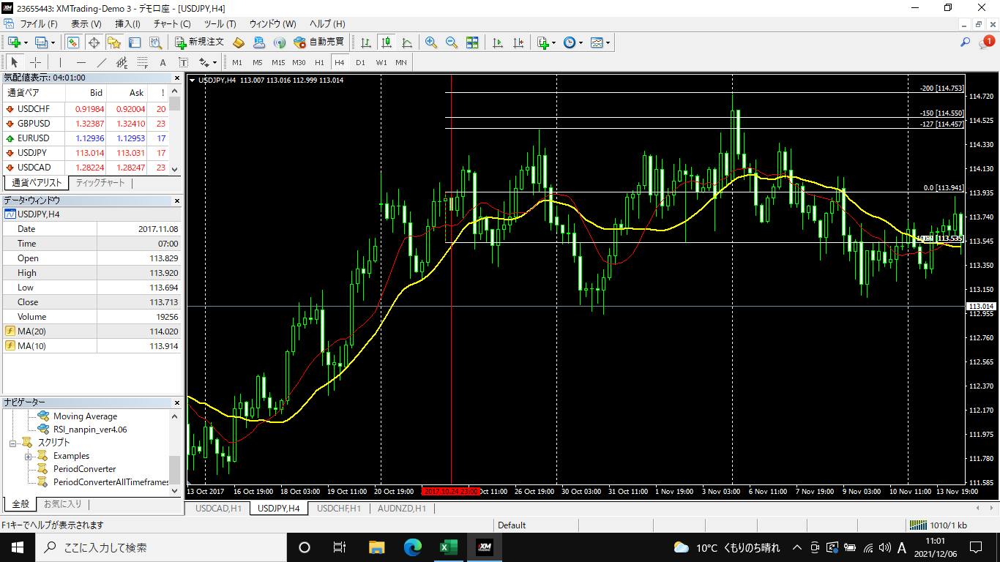 23655443: XMTrading-Demo 3 - デモ口座 - [USDJPY,H4]
ファイル (F) 表示 (V) 挿入(I) チャート(C) ツール (T) ウィンドウ (W) ヘルプ (H)
新規注文 自動売買 1
A T M1 M5 M15 M30 H1 H4 D1 W1 MN
気配値表示: 04:01:00
通貨ペア Bid Ask !
USDCHF 0.91984 0.92004 20
GBPUSD 1.32387 1.32410 23
EURUSD 1.12936 1.12953 17
USDJPY 113.014 113.031 17
USDCAD 1.28224 1.28247 23
通貨ペアリスト ティックチャート
データ・ウィンドウ
USDJPY,H4
Date 2017.11.08
Time 07:00
Open 113.829
High 113.920
Low 113.694
Close 113.713
Volume 19256
MA(20) 114.020
MA(10) 113.914
ナビゲーター
Moving Average
RSI_nanpin_ver4.06
スクリプト
Examples
PeriodConverter
PeriodConverterAllTimeframes
全般 お気に入り
USDJPY,H4 113.007 113.016 112.999 113.014
-200 [114.753]
-150 [114.550]
-127 [114.457]
0.0 [113.941]
[113.535]
114.720
114.525
114.330
114.130
113.935
113.740
113.545
113.350
113.150
113.014
112.955
112.760
112.565
112.370
112.170
111.975
111.780
111.585
13 Oct 2017 16 Oct 19:00 18 Oct 03:00 19 Oct 11:00 20 Oct 19:00 2017.10.24 23:00 Oct 11:00 26 Oct 19:00 30 Oct 03:00 31 Oct 11:00 1 Nov 19:00 3 Nov 03:00 6 Nov 11:00 7 Nov 19:00 9 Nov 03:00 10 Nov 11:00 13 Nov 19:00
USDCAD,H1 USDJPY,H4 USDCHF,H1 AUDNZD,H1
F1キーでヘルプが表示されます Default 1010/1 kb
ここに入力して検索 XM 10°C くもりのち晴れ A 11:01
2021/12/06